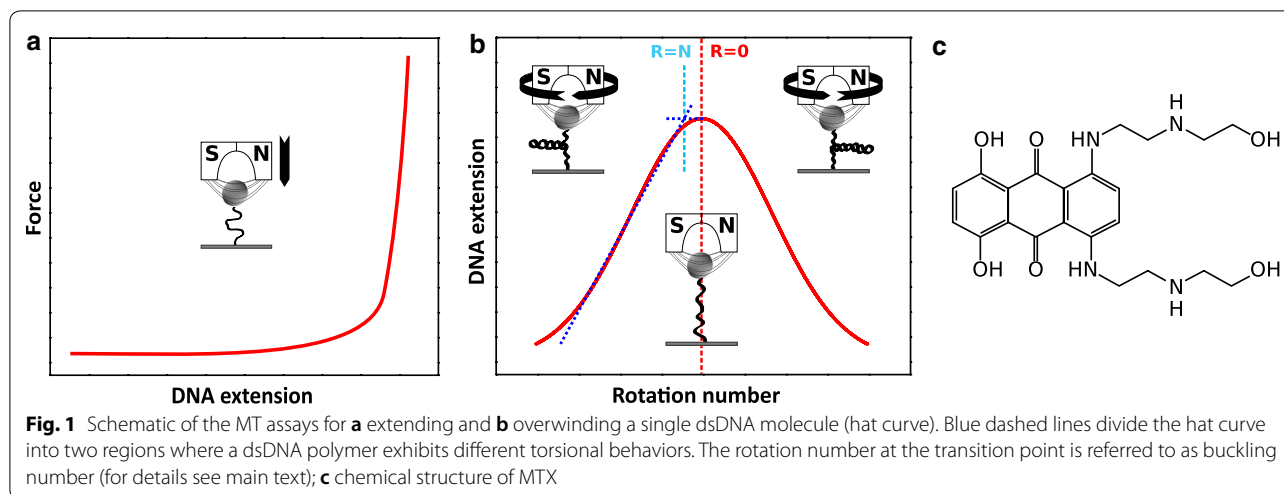 a
Force
S N
DNA extension
b
R=N R=0
S N
S N
S N
DNA extension
Rotation number
c
OH O HN
H
N
OH
OH O HN
N
H
OH
Fig. 1 Schematic of the MT assays for a extending and b overwinding a single dsDNA molecule (hat curve). Blue dashed lines divide the hat curve
into two regions where a dsDNA polymer exhibits different torsional behaviors. The rotation number at the transition point is referred to as buckling
number (for details see main text); c chemical structure of MTX